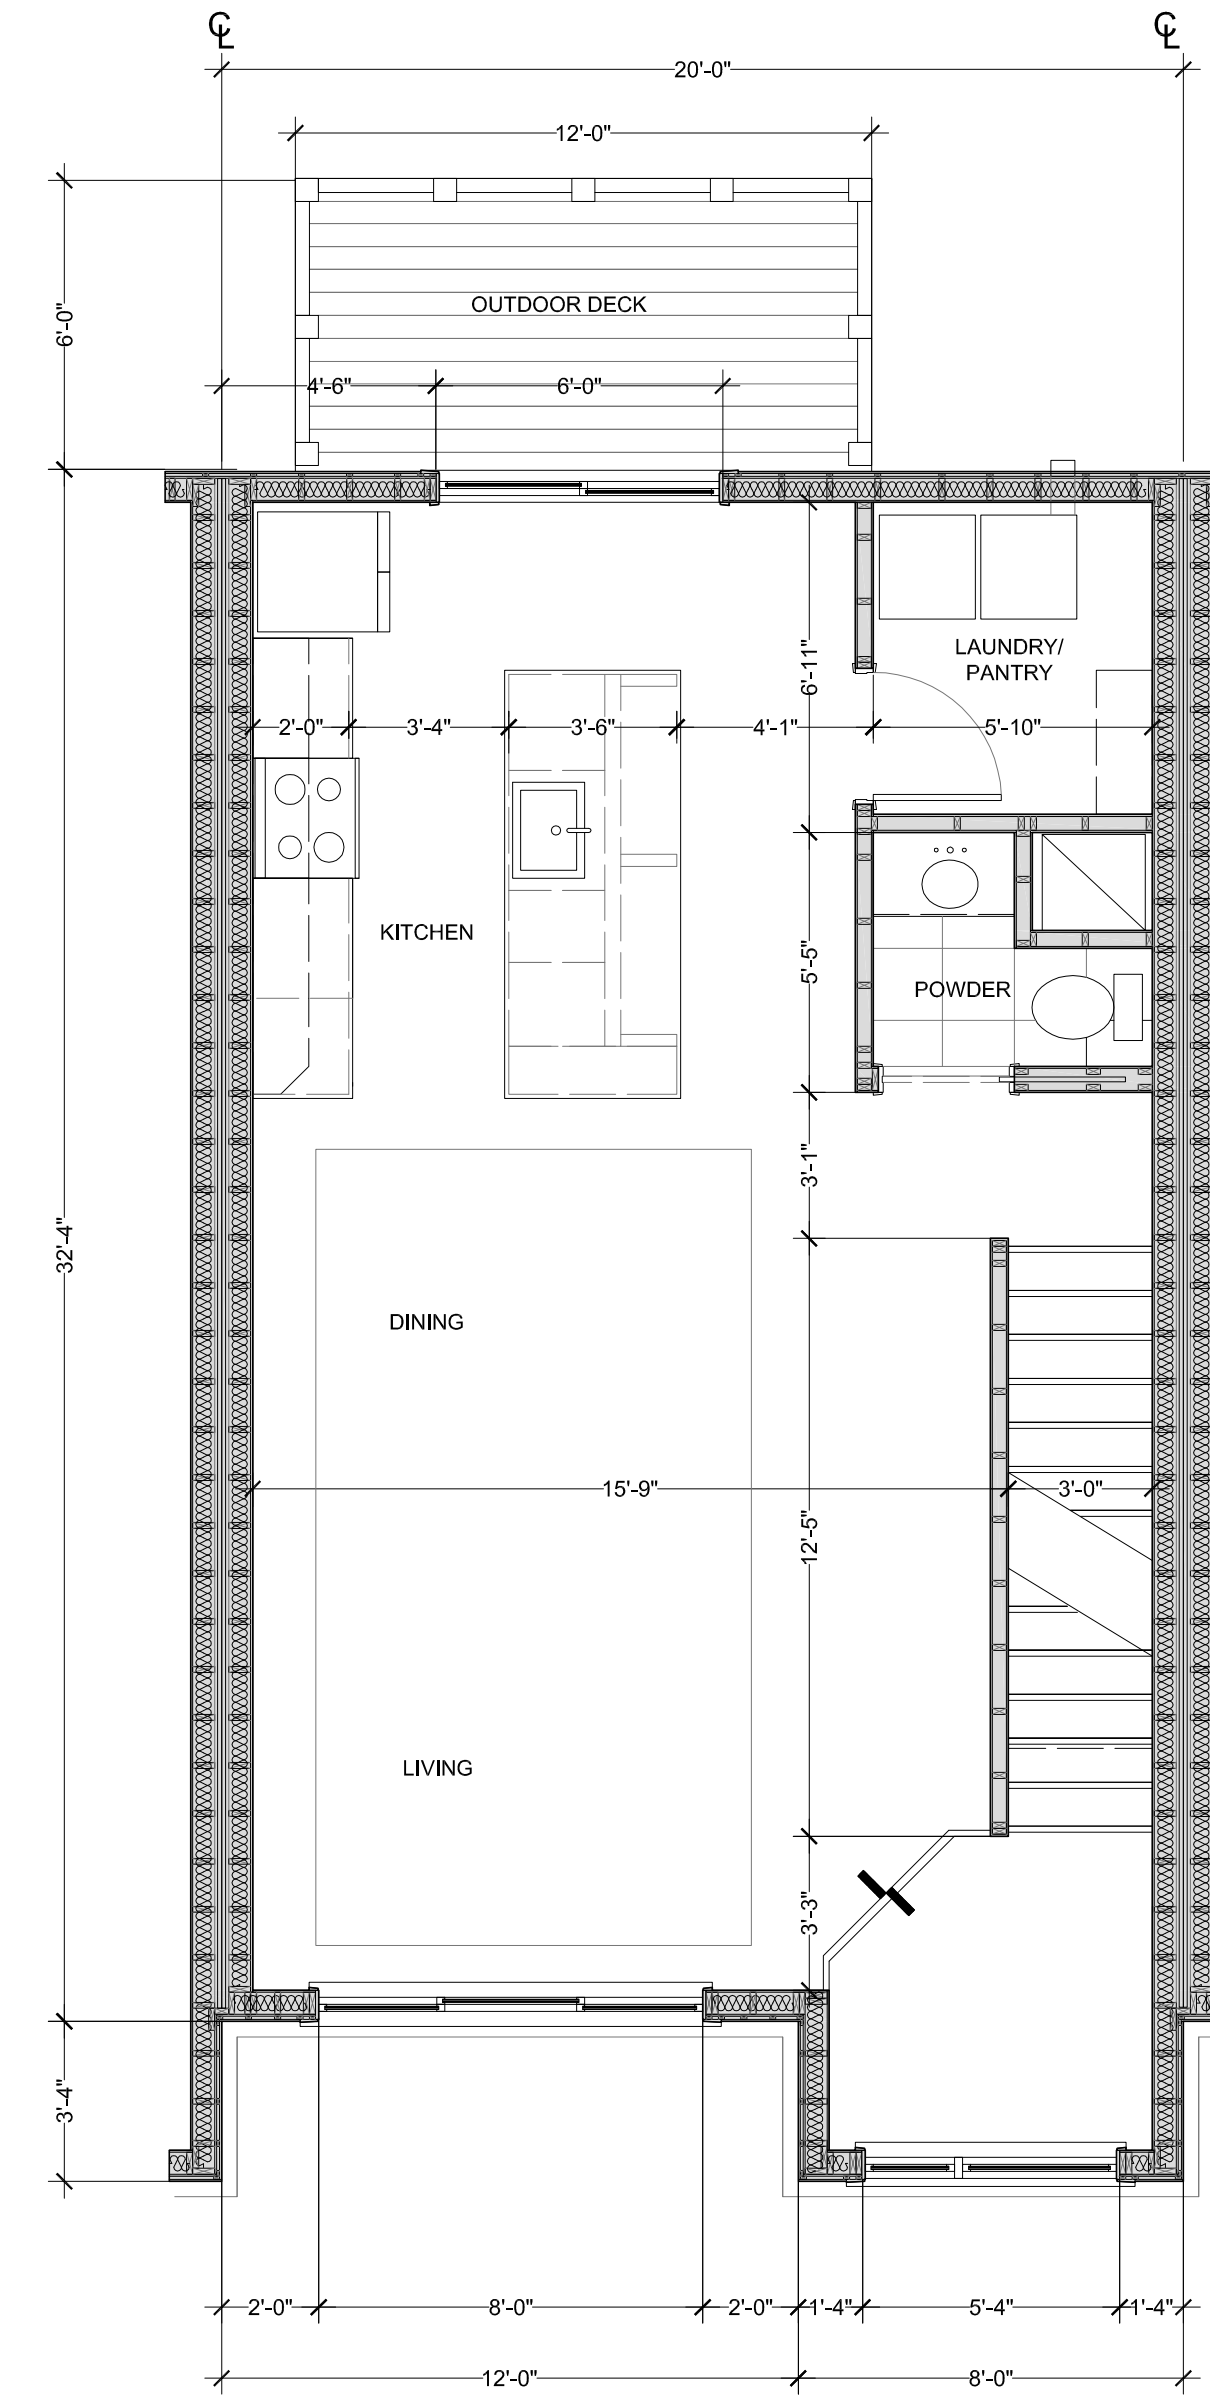 ℄ ℄
20'-0"
12'-0"
6'-0"
OUTDOOR DECK
4'-6" 6'-0"
LAUNDRY/
PANTRY
6'-11"
2'-0" 3'-4" 3'-6" 4'-1" 5'-10"
KITCHEN
5'-5"
POWDER
3'-1"
32'-4"
DINING
15'-9" 3'-0"
12'-5"
LIVING
3'-3"
3'-4"
2'-0" 8'-0" 2'-0" 1'-4" 5'-4" 1'-4"
12'-0" 8'-0"